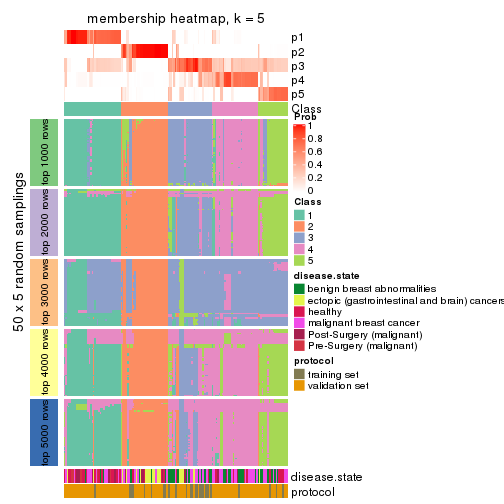 membership heatmap, k = 5
p1
p2
p3
p4
p5
Class
50 x 5 random samplings
top 1000 rows
top 2000 rows
top 3000 rows
top 4000 rows
top 5000 rows
disease.state
protocol
Prob
1
0.8
0.6
0.4
0.2
0
Class
1
2
3
4
5
disease.state
benign breast abnormalities
ectopic (gastrointestinal and brain) cancers
healthy
malignant breast cancer
Post-Surgery (malignant)
Pre-Surgery (malignant)
protocol
training set
validation set